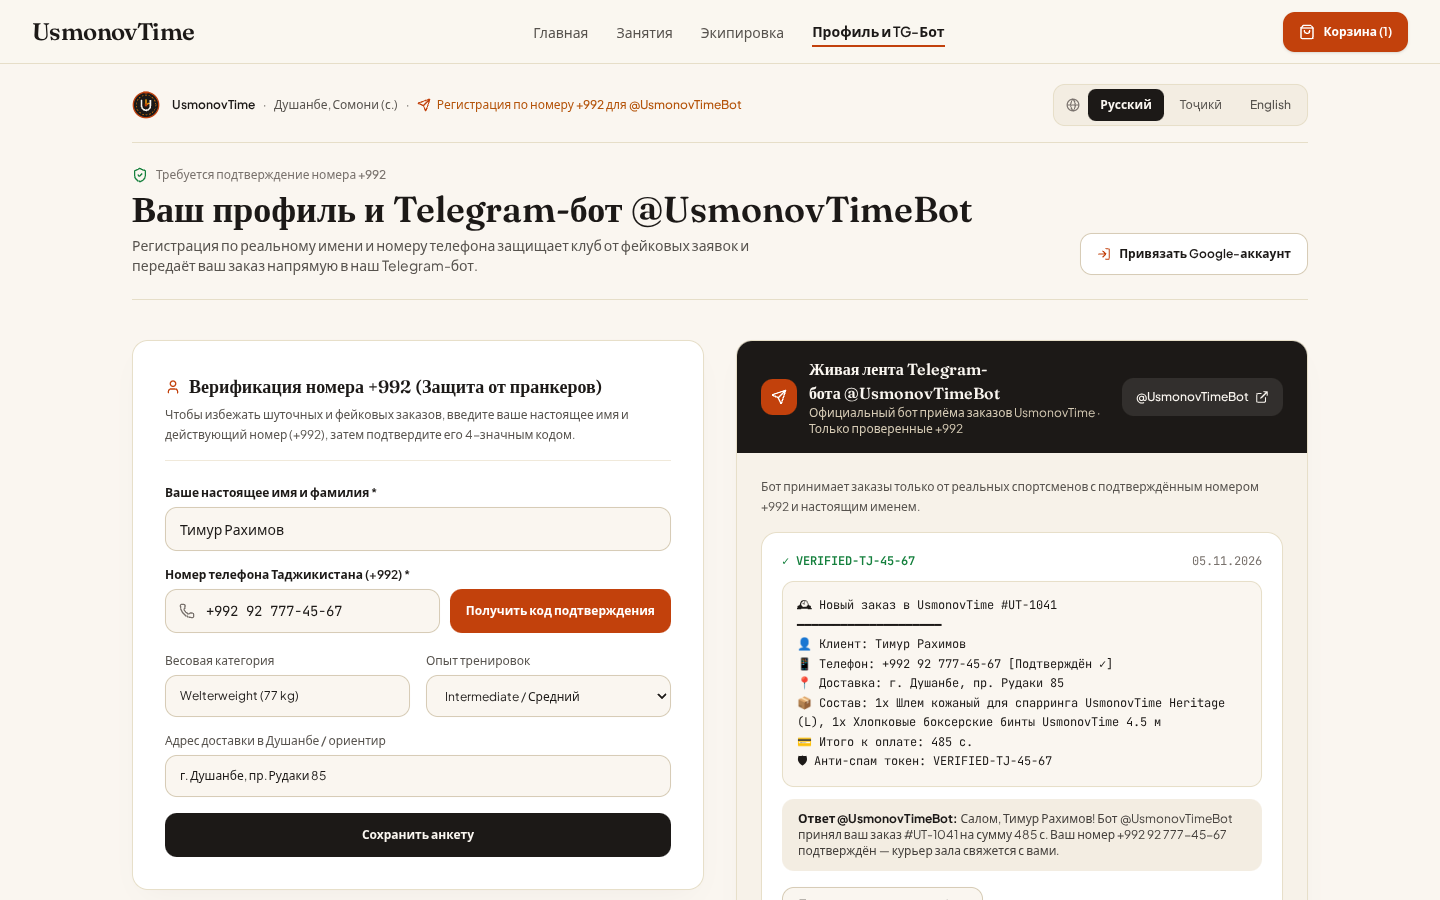 UsmonovTime
Главная
Занятия
Экипировка
Профиль и TG-Бот
Корзина (1)
UsmonovTime · Душанбе, Сомони (с.) · Регистрация по номеру +992 для @UsmonovTimeBot
Русский
Тоҷикӣ
English
Требуется подтверждение номера +992
Ваш профиль и Telegram-бот @UsmonovTimeBot
Регистрация по реальному имени и номеру телефона защищает клуб от фейковых заявок и
передаёт ваш заказ напрямую в наш Telegram-бот.
Привязать Google-аккаунт
Верификация номера +992 (Защита от пранкеров)
Чтобы избежать шуточных и фейковых заказов, введите ваше настоящее имя и
действующий номер (+992), затем подтвердите его 4-значным кодом.
Ваше настоящее имя и фамилия *
Тимур Рахимов
Номер телефона Таджикистана (+992) *
+992 92 777-45-67
Получить код подтверждения
Весовая категория
Опыт тренировок
Welterweight (77 kg)
Intermediate / Средний
Адрес доставки в Душанбе / ориентир
г. Душанбе, пр. Рудаки 85
Сохранить анкету
Живая лента Telegram-
бота @UsmonovTimeBot
Официальный бот приёма заказов UsmonovTime ·
Только проверенные +992
@UsmonovTimeBot
Бот принимает заказы только от реальных спортсменов с подтверждённым номером
+992 и настоящим именем.
✓ VERIFIED-TJ-45-67
05.11.2026
🕰 Новый заказ в UsmonovTime #UT-1041
━━━━━━━━━━━━━━━━━━━━
👤 Клиент: Тимур Рахимов
📱 Телефон: +992 92 777-45-67 [Подтверждён ✓]
📍 Доставка: г. Душанбе, пр. Рудаки 85
📦 Состав: 1x Шлем кожаный для спарринга UsmonovTime Heritage
(L), 1x Хлопковые боксерские бинты UsmonovTime 4.5 м
💳 Итого к оплате: 485 с.
🛡 Анти-спам токен: VERIFIED-TJ-45-67
Ответ @UsmonovTimeBot: Салом, Тимур Рахимов! Бот @UsmonovTimeBot
принял ваш заказ #UT-1041 на сумму 485 с. Ваш номер +992 92 777-45-67
подтверждён — курьер зала свяжется с вами.